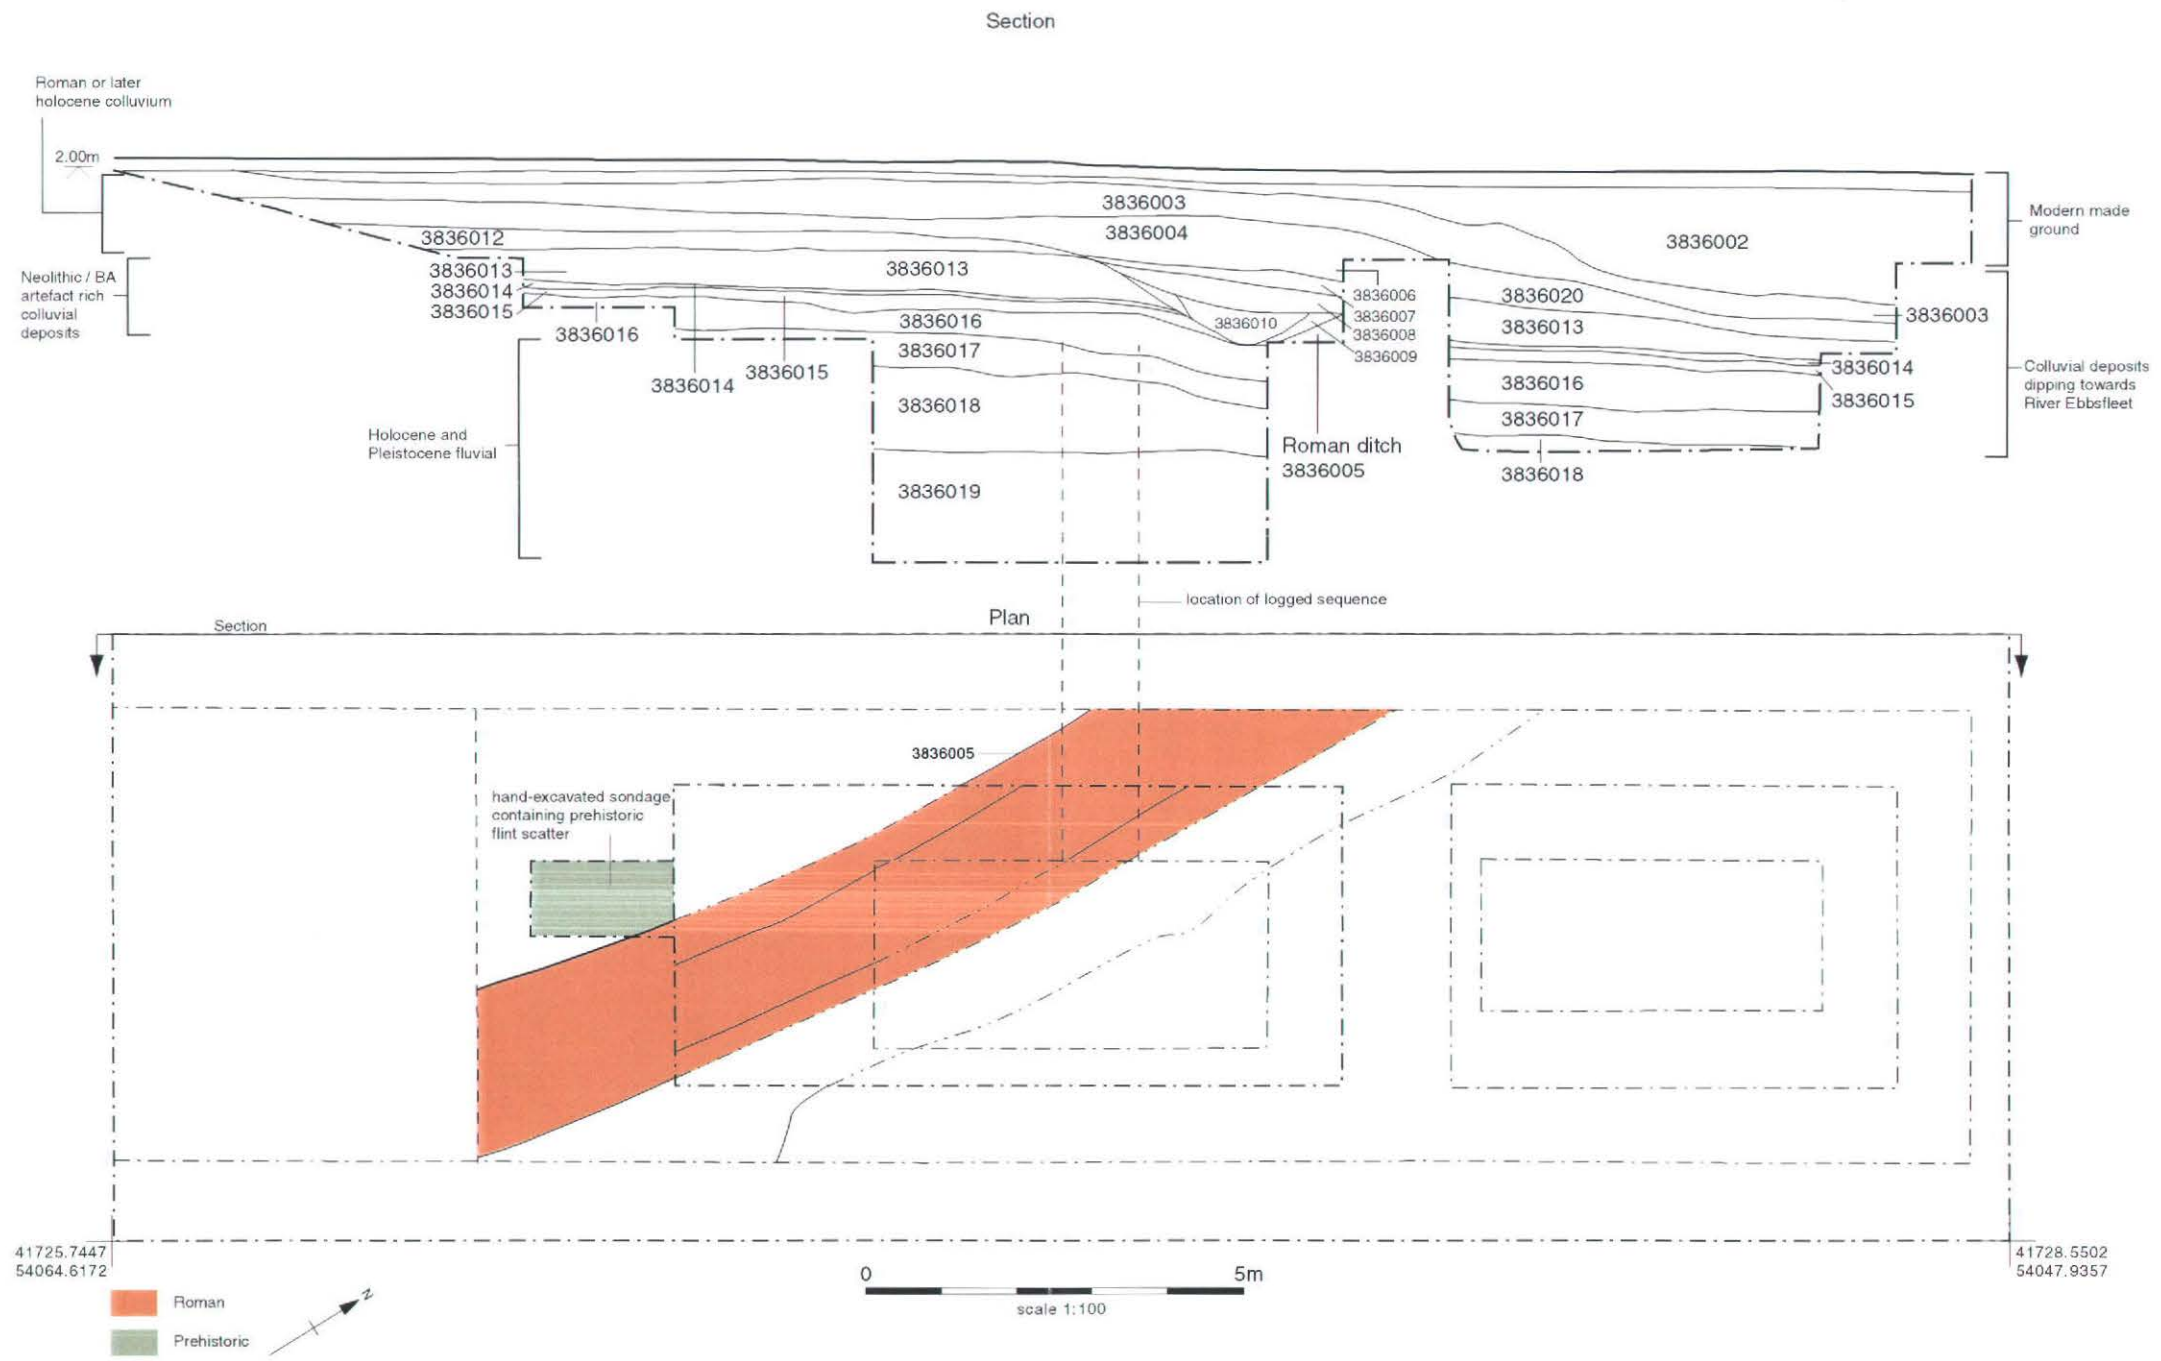 Section
Roman or later
holocene colluvium
2.00m
3836003
3836004
3836012
3836002
Modern made
ground
Neolithic / BA
artefact rich
colluvial
deposits
3836013
3836014
3836015
3836013
3836016
3836016
3836014
3836015
3836017
3836018
3836019
3836010
3836006
3836007
3836008
3836009
Roman ditch
3836005
3836020
3836013
3836016
3836017
3836018
3836003
3836014
3836015
Colluvial deposits
dipping towards
River Ebbsfleet
Holocene and
Pleistocene fluvial
location of logged sequence
Plan
Section
3836005
hand-excavated sondage
containing prehistoric
flint scatter
41725.7447
54064.6172
41728.5502
54047.9357
0 5m
scale 1:100
Roman
Prehistoric
N